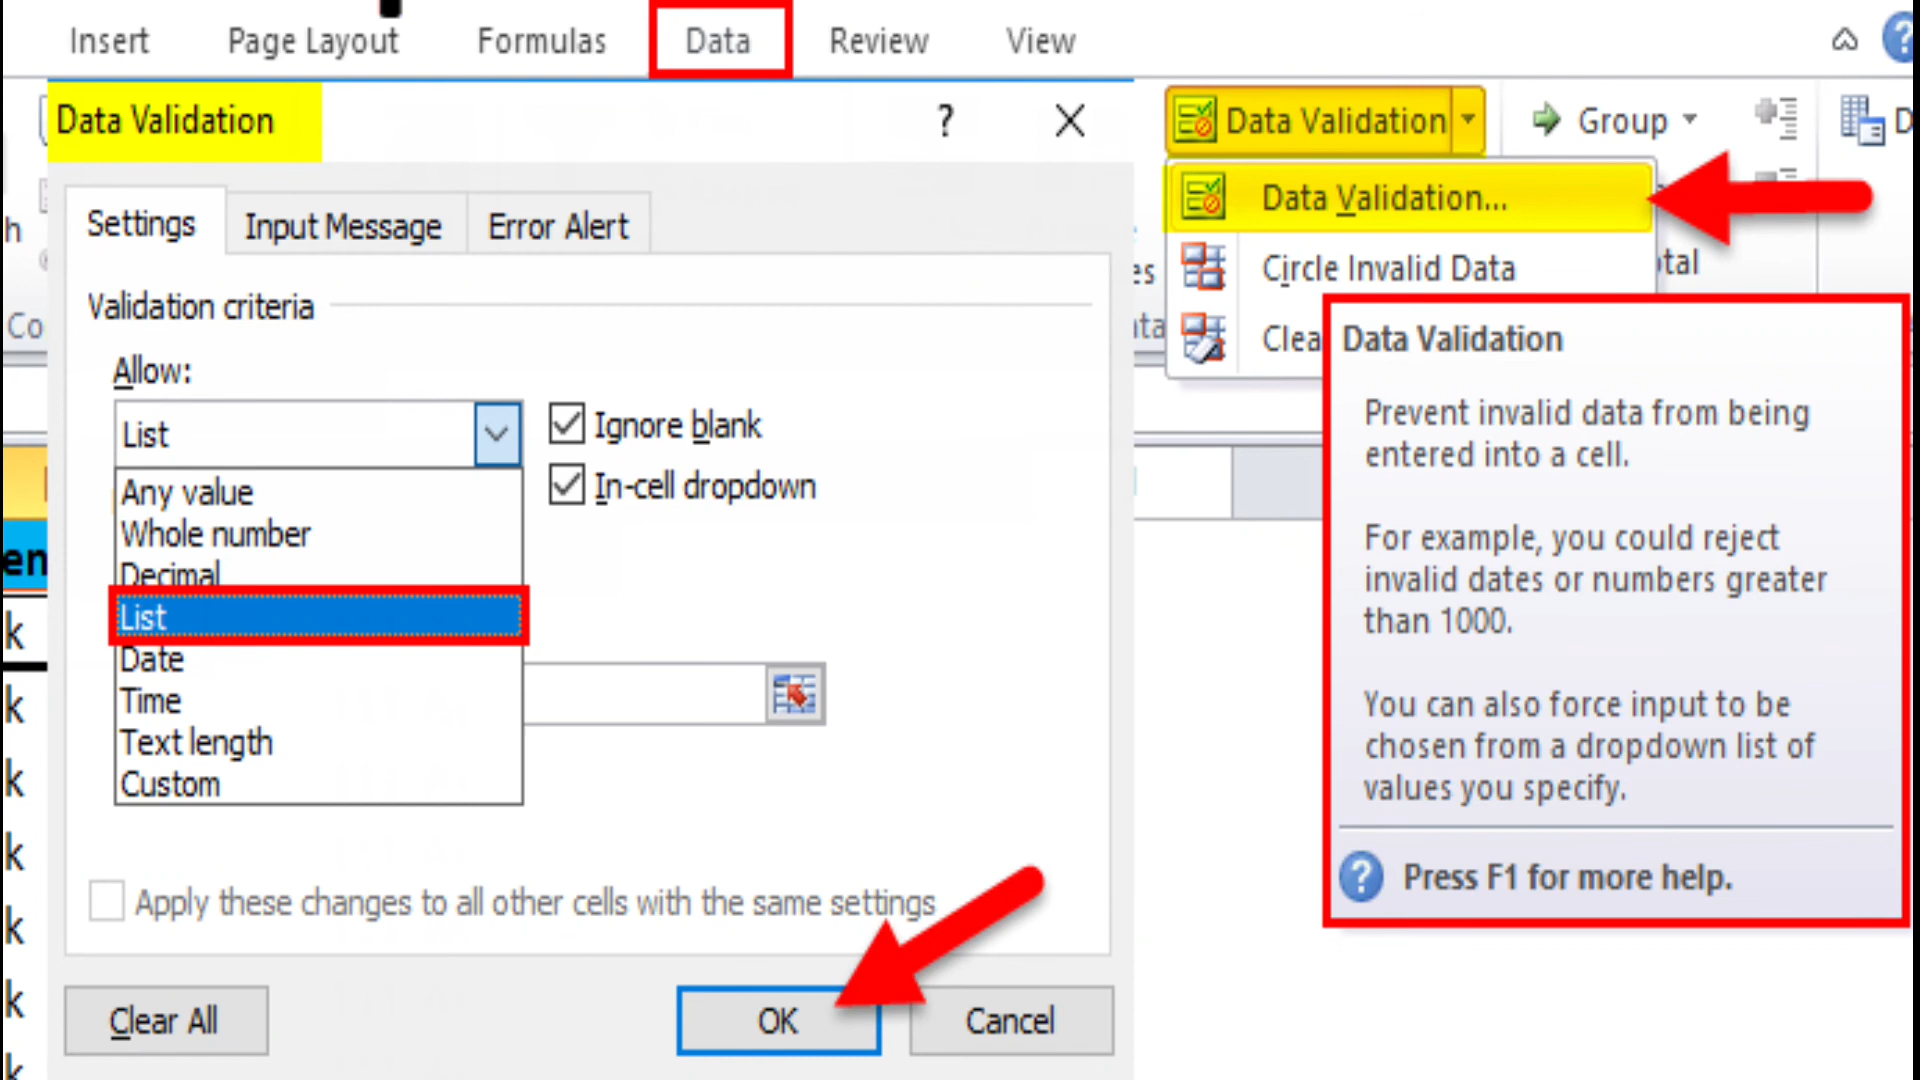 Insert Page Layout Formulas Data Review View
Data Validation ?
Data Validation Group
Data Validation...
Circle Invalid Data
Settings Input Message Error Alert
Validation criteria
Allow:
List
Ignore blank
In-cell dropdown
Any value
Whole number
Decimal
List
Date
Time
Text length
Custom
Apply these changes to all other cells with the same settings
Clear All OK Cancel
Data Validation
Prevent invalid data from being
entered into a cell.
For example, you could reject
invalid dates or numbers greater
than 1000.
You can also force input to be
chosen from a dropdown list of
values you specify.
? Press F1 for more help.
k
k
k
k
k
k